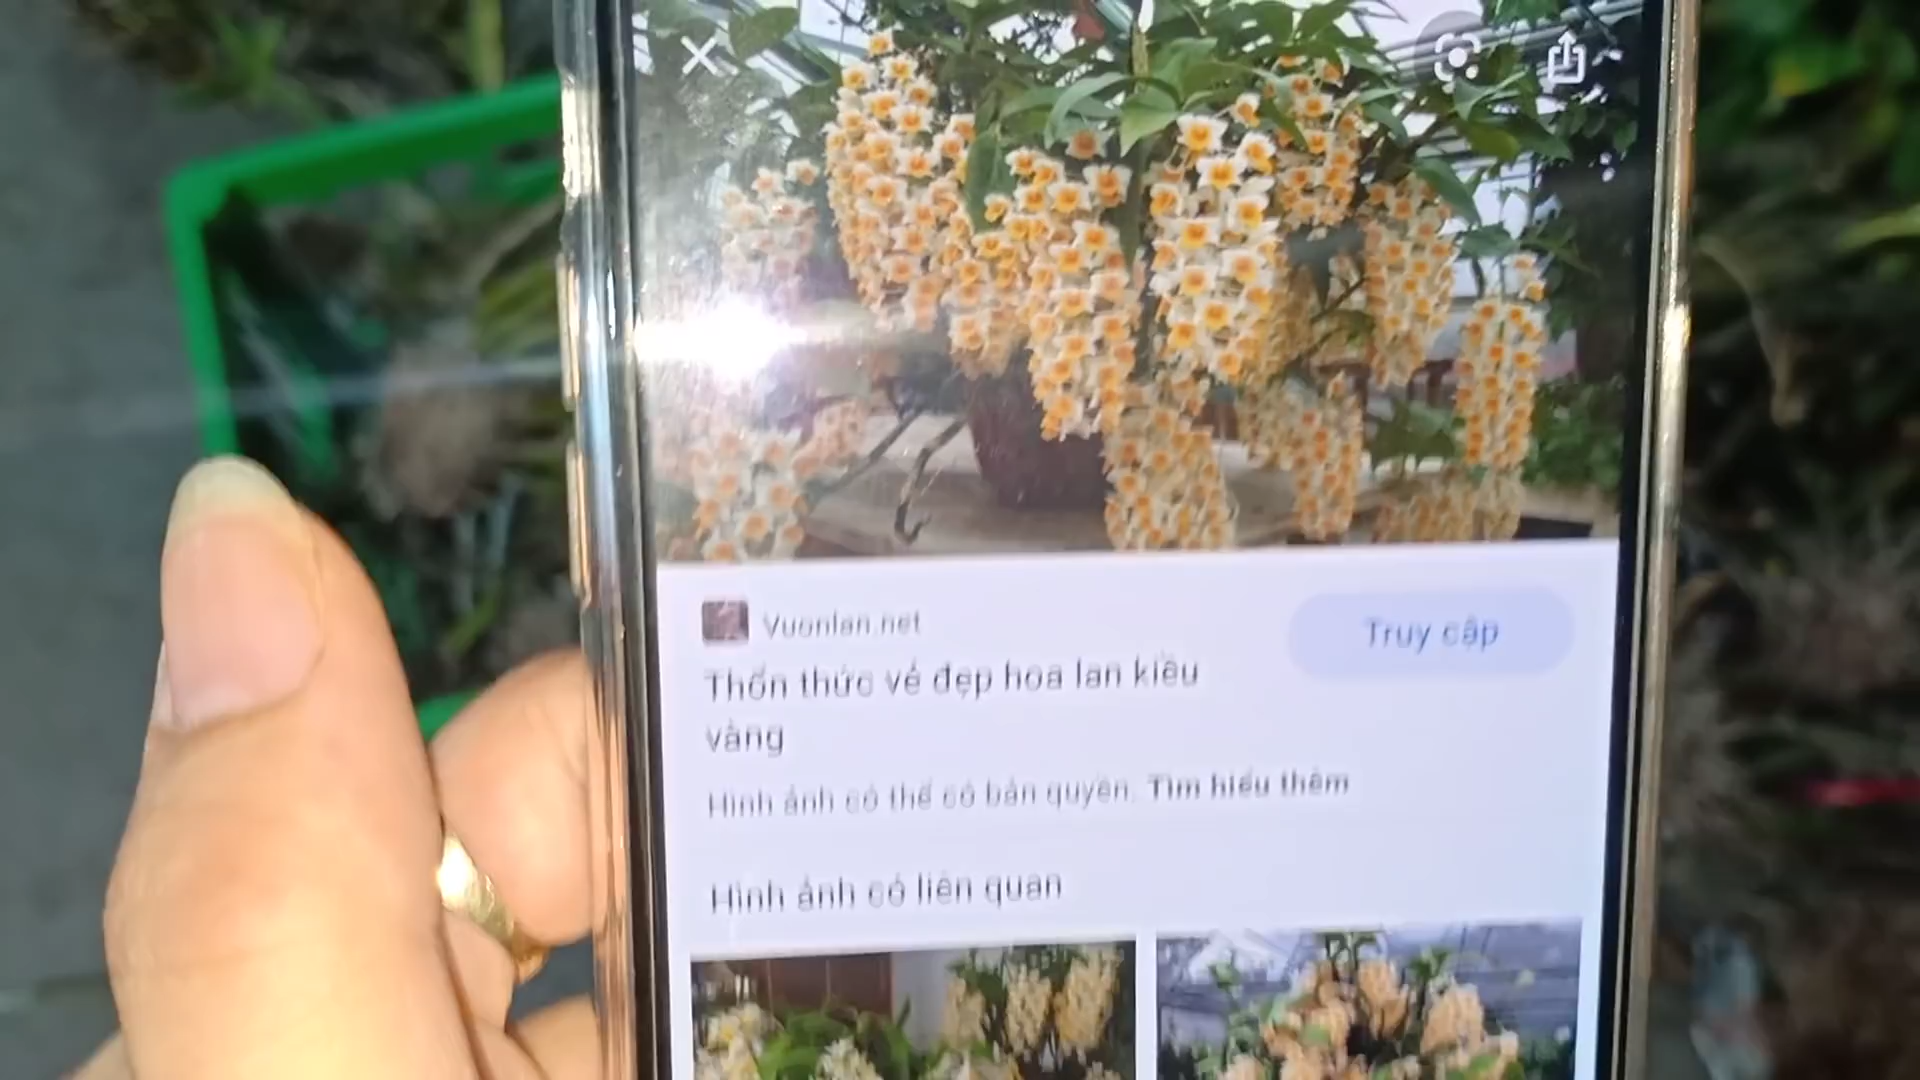 Vuonlan.net
Truy cập
Thổn thức vẻ đẹp hoa lan kiều
vàng
Hình ảnh có thể có bản quyền. Tìm hiểu thêm
Hình ảnh có liên quan